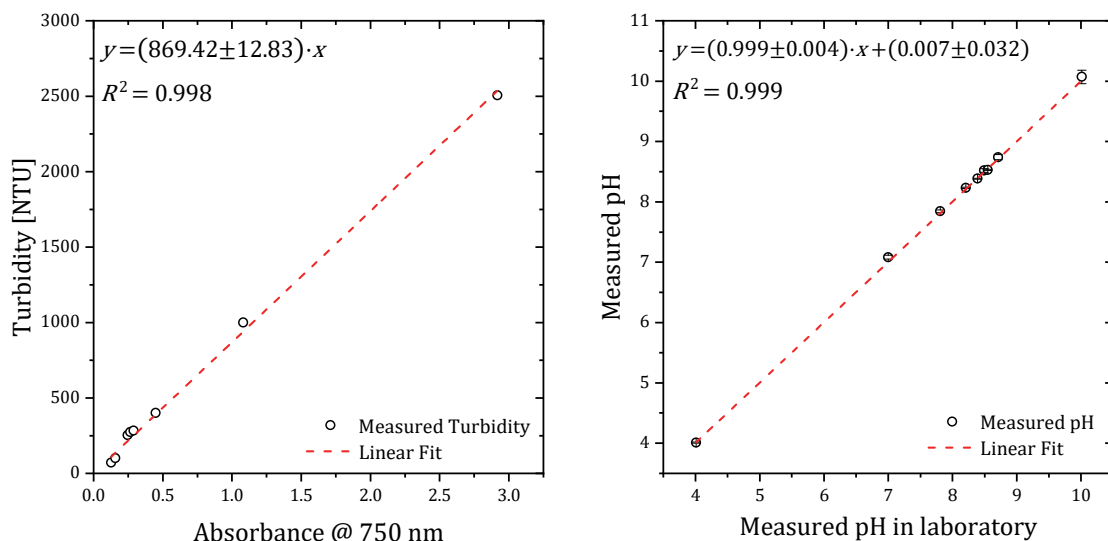 y=(869.42±12.83)·x
R² = 0.998
3000
2500
2000
1500
1000
500
0
Turbidity [NTU]
Measured Turbidity
Linear Fit
0.0 0.5 1.0 1.5 2.0 2.5 3.0
Absorbance @ 750 nm
y=(0.999±0.004)·x+(0.007±0.032)
R² = 0.999
10
9
8
7
6
5
4
Measured pH
Measured pH
Linear Fit
4 5 6 7 8 9 10
Measured pH in laboratory